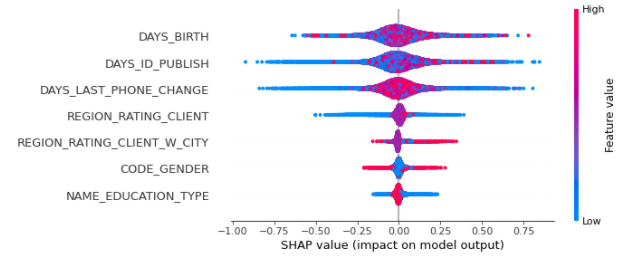 High
DAYS_BIRTH
DAYS_ID_PUBLISH
DAYS_LAST_PHONE_CHANGE
REGION_RATING_CLIENT
REGION_RATING_CLIENT_W_CITY
CODE_GENDER
NAME_EDUCATION_TYPE
Feature value
Low
−1.00 −0.75 −0.50 −0.25 0.00 0.25 0.50 0.75
SHAP value (impact on model output)